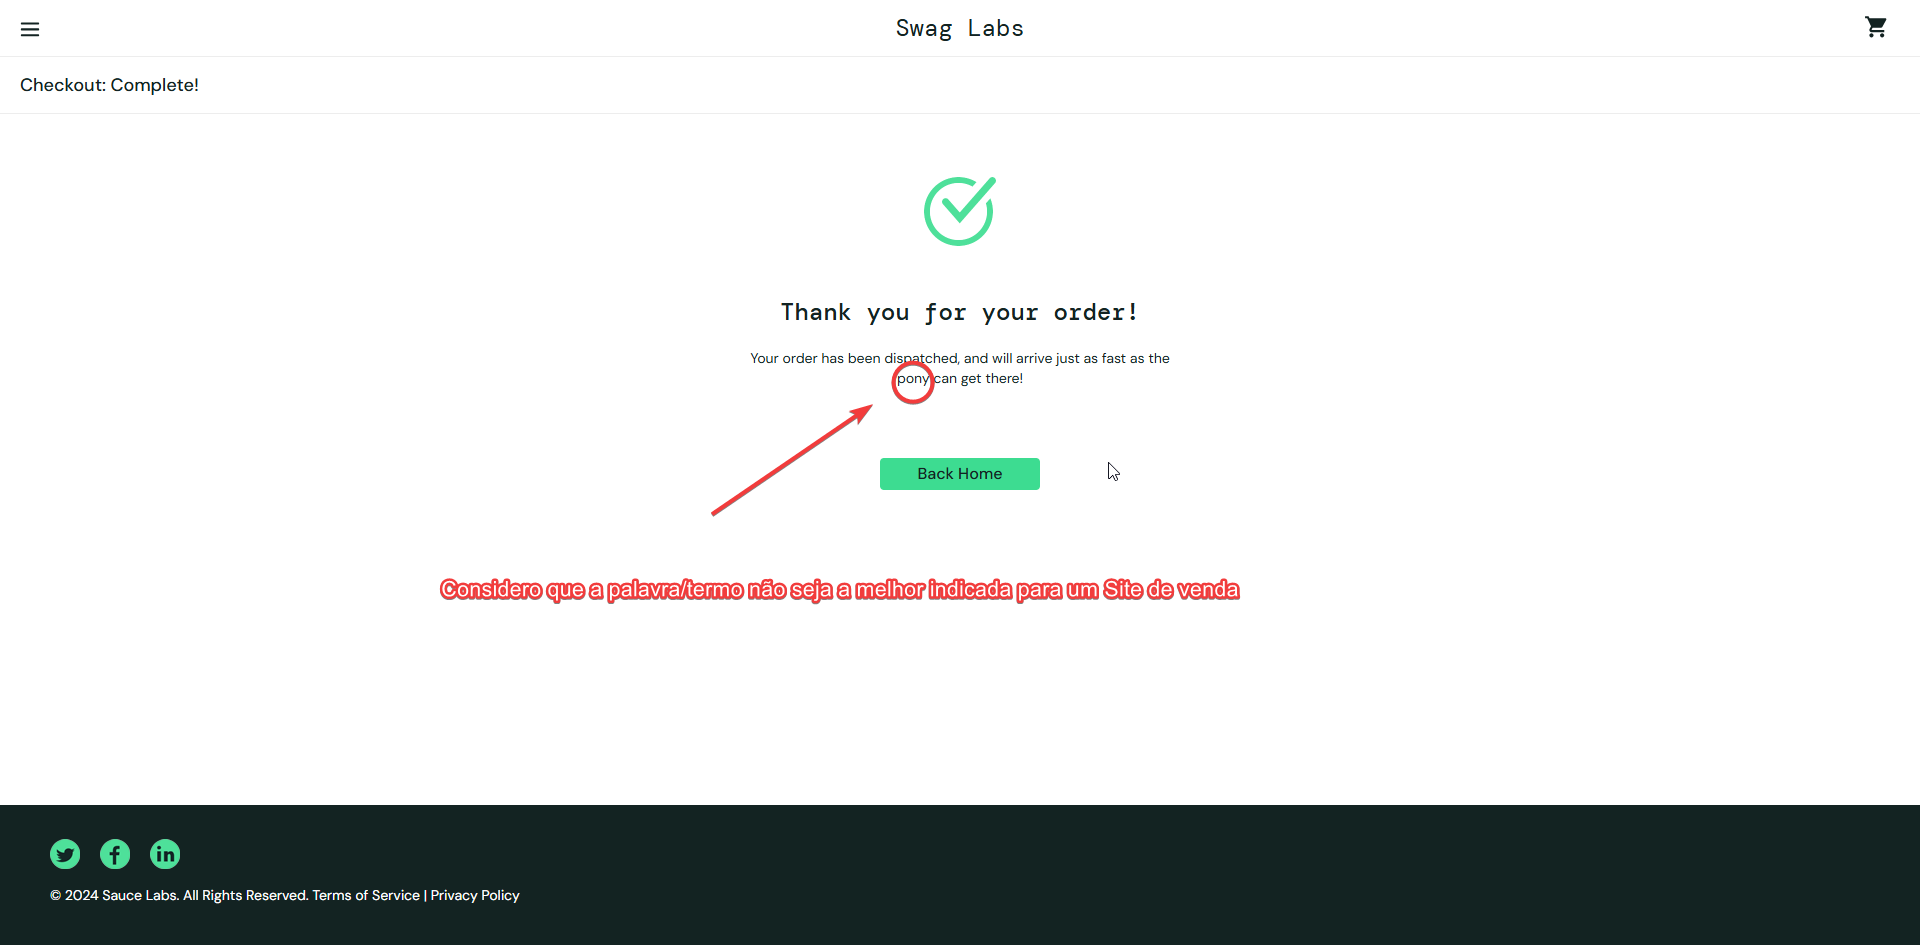 Swag Labs
Checkout: Complete!
Thank you for your order!
Your order has been dispatched, and will arrive just as fast as the
pony can get there!
Back Home
Considero que a palavra/termo não seja a melhor indicada para um Site de venda
© 2024 Sauce Labs. All Rights Reserved. Terms of Service | Privacy Policy